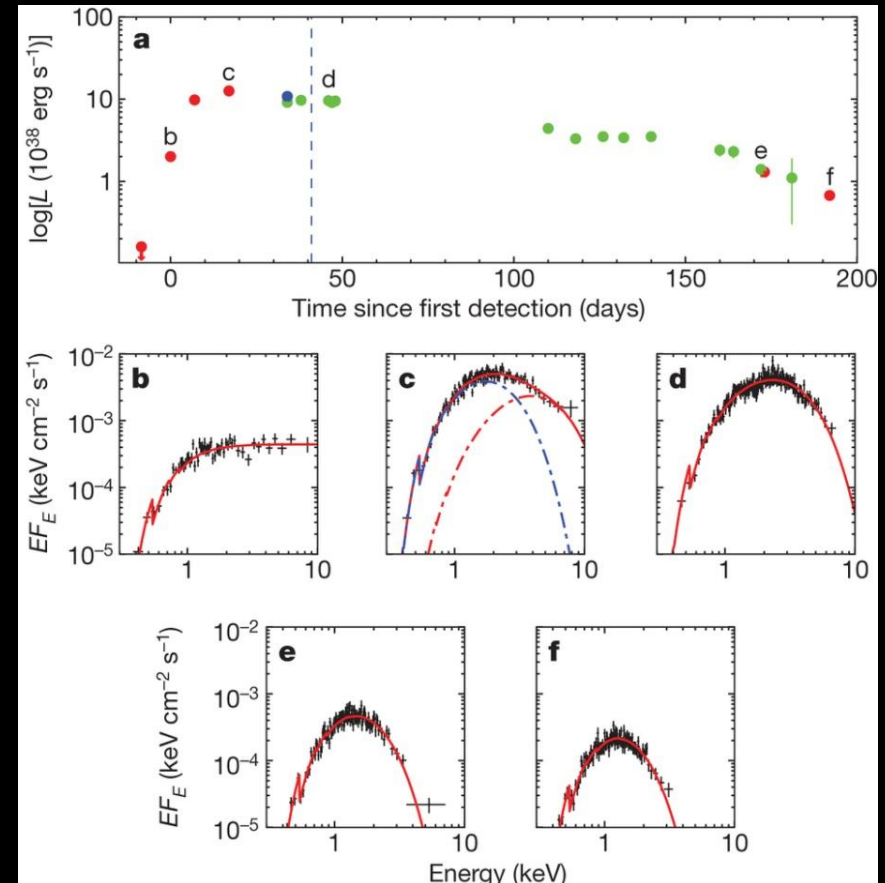 a
100
10
1
log[L (10³⁸ erg s⁻¹)]
b
c
d
e
f
0 50 100 150 200
Time since first detection (days)
b
c
d
10⁻²
10⁻³
10⁻⁴
10⁻⁵
EF_E (keV cm⁻² s⁻¹)
1 10
1 10
1 10
e
f
10⁻²
10⁻³
10⁻⁴
10⁻⁵
EF_E (keV cm⁻² s⁻¹)
1 10
1 10
Energy (keV)